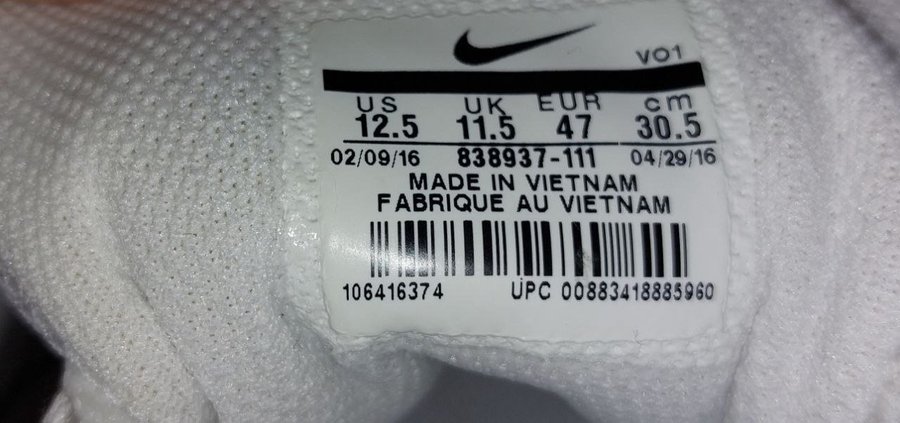 VO1
US UK EUR cm
12.5 11.5 47 30.5
02/09/16 838937-111 04/29/16
MADE IN VIETNAM
FABRIQUE AU VIETNAM
106416374 UPC 00883418885960